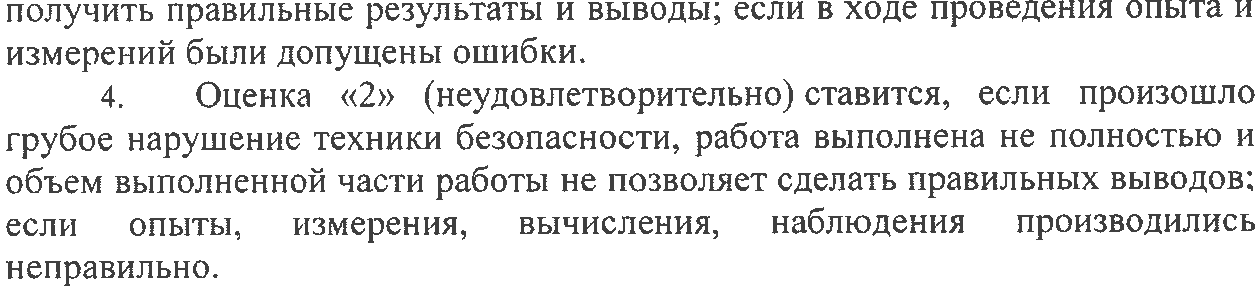 получить правильные результаты и выводы; если в ходе проведения опыта и
измерений были допущены ошибки.
4. Оценка «2» (неудовлетворительно) ставится, если произошло
грубое нарушение техники безопасности, работа выполнена не полностью и
объем выполненной части работы не позволяет сделать правильных выводов;
если опыты, измерения, вычисления, наблюдения производились
неправильно.